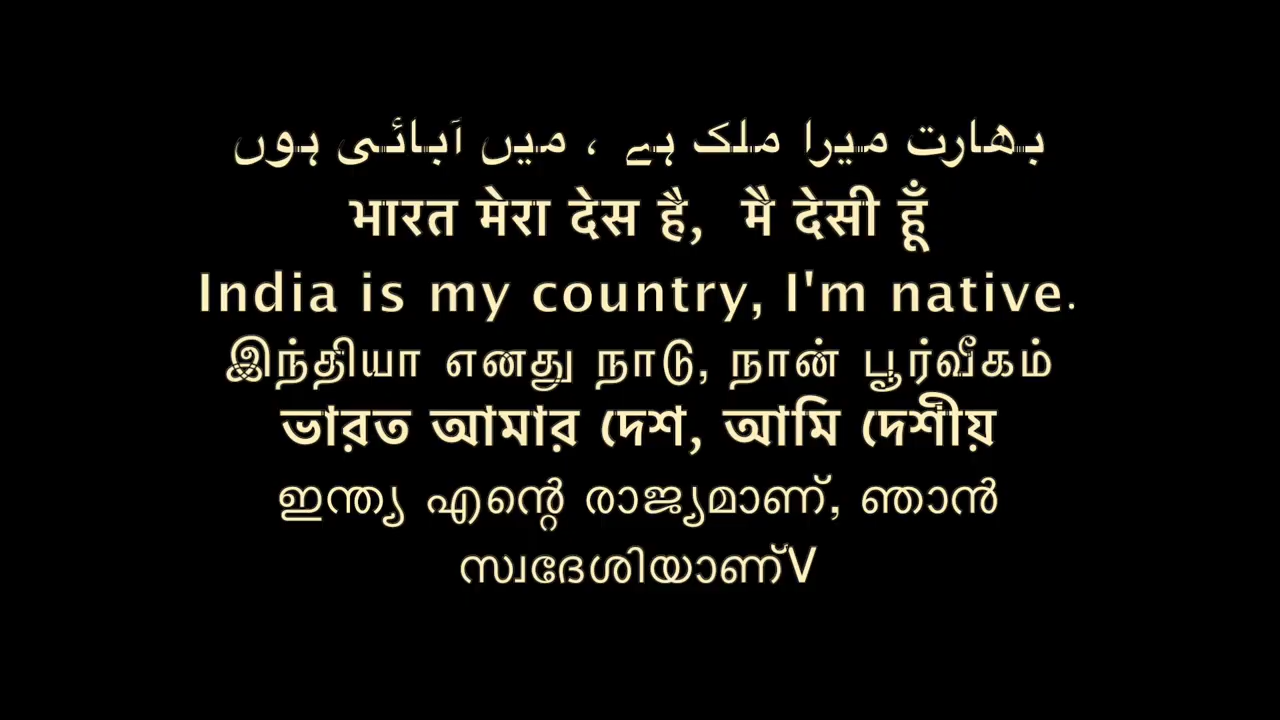 بھارت میرا ملک ہے ، میں آبائی ہوں
भारत मेरा देस है, मै देसी हूँ
India is my country, I'm native.
இந்தியா எனது நாடு, நான் பூர்வீகம்
ভারত আমার দেশ, আমি দেশীয়
ഇന്ത്യ എന്റെ രാജ്യമാണ്, ഞാൻ
സ്വദേശിയാണ്V